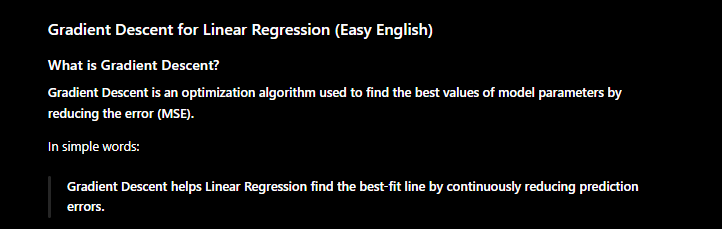 Gradient Descent for Linear Regression (Easy English)
What is Gradient Descent?
Gradient Descent is an optimization algorithm used to find the best values of model parameters by
reducing the error (MSE).
In simple words:
Gradient Descent helps Linear Regression find the best-fit line by continuously reducing prediction
errors.